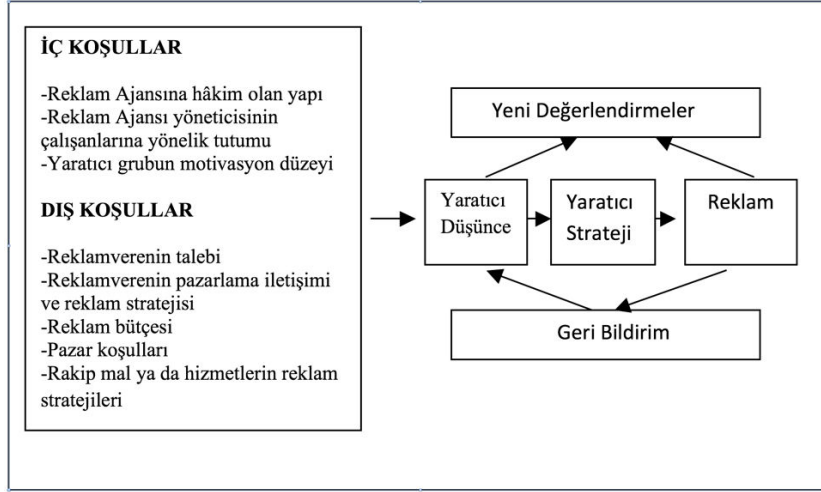 İÇ KOŞULLAR
-Reklam Ajansına hâkim olan yapı
-Reklam Ajansı yöneticisinin
çalışanlarına yönelik tutumu
-Yaratıcı grubun motivasyon düzeyi
DIŞ KOŞULLAR
-Reklamverenin talebi
-Reklamverenin pazarlama iletişimi
ve reklam stratejisi
-Reklam bütçesi
-Pazar koşulları
-Rakip mal ya da hizmetlerin reklam
stratejileri
Yeni Değerlendirmeler
Yaratıcı
Düşünce
Yaratıcı
Strateji
Reklam
Geri Bildirim